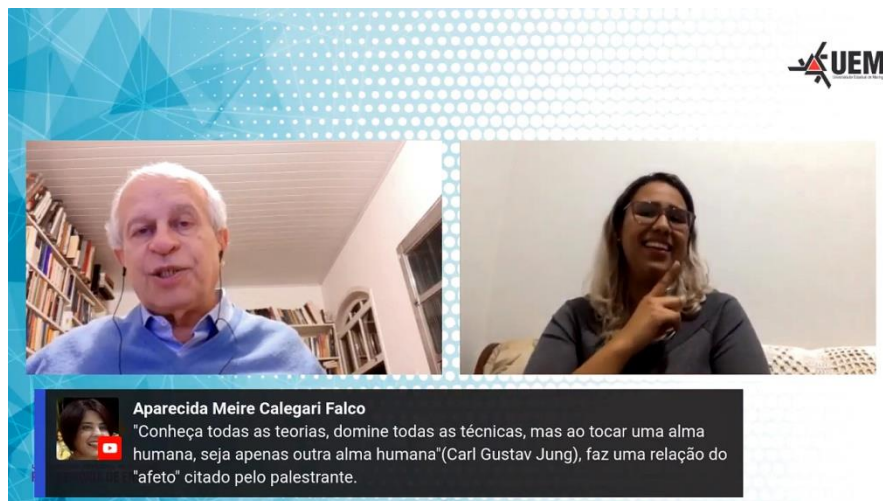 UEM
Aparecida Meire Calegari Falco
"Conheça todas as teorias, domine todas as técnicas, mas ao tocar uma alma
humana, seja apenas outra alma humana"(Carl Gustav Jung), faz uma relação do
"afeto" citado pelo palestrante.